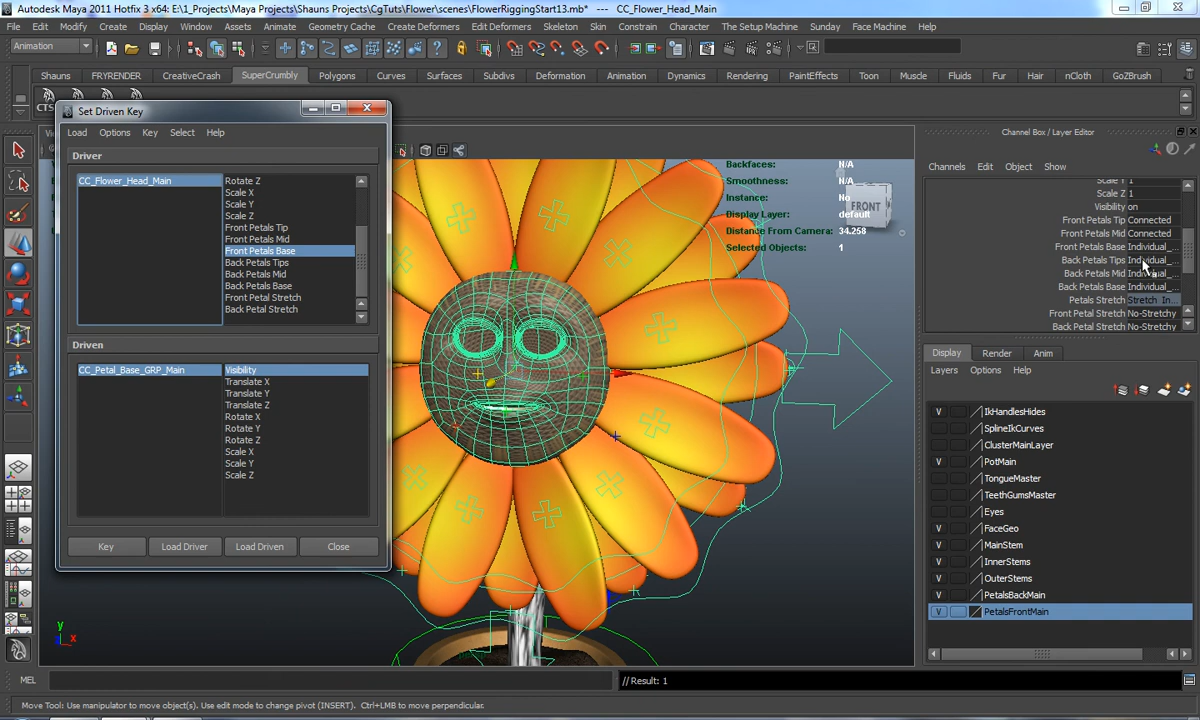 Autodesk Maya 2011 Hotfix 3 x64: E:\1_Projects\Maya Projects\Shauns Projects\CgTuts\Flower\scenes\FlowerRiggingStart13.mb* --- CC_Flower_Head_Main
File Edit Modify Create Display Window Assets Animate Geometry Cache Create Deformers Edit Deformers Skeleton Skin Constrain Character The Setup Machine Sunday Face Machine Help
Animation
Shauns FRYRENDER CreativeCrash SuperCrumbly Polygons Curves Surfaces Subdivs Deformation Animation Dynamics Rendering PaintEffects Toon Muscle Fluids Fur Hair nCloth GoZBrush
CTS
Set Driven Key
Load Options Key Select Help
Driver
CC_Flower_Head_Main
Rotate Z
Scale X
Scale Y
Scale Z
Front Petals Tip
Front Petals Mid
Front Petals Base
Back Petals Tips
Back Petals Mid
Back Petals Base
Front Petal Stretch
Back Petal Stretch
Driven
CC_Petal_Base_GRP_Main
Visibility
Translate X
Translate Y
Translate Z
Rotate X
Rotate Y
Rotate Z
Scale X
Scale Y
Scale Z
Key Load Driver Load Driven Close
Backfaces: N/A
Smoothness: N/A
Instance: No
Display Layer: default
Distance From Camera: 34.258
Selected Objects: 1
FRONT
y
x
Channel Box / Layer Editor
Channels Edit Object Show
Scale Y 1
Scale Z 1
Visibility on
Front Petals Tip Connected
Front Petals Mid Connected
Front Petals Base Individual_...
Back Petals Tips Individual_...
Back Petals Mid Individual_...
Back Petals Base Individual_...
Petals Stretch Stretch_In...
Front Petal Stretch No-Stretchy
Back Petal Stretch No-Stretchy
Display Render Anim
Layers Options Help
V IkHandlesHides
SplineIkCurves
ClusterMainLayer
V PotMain
TongueMaster
TeethGumsMaster
Eyes
V FaceGeo
V MainStem
V InnerStems
V OuterStems
V PetalsBackMain
V PetalsFrontMain
MEL
// Result: 1
Move Tool: Use manipulator to move object(s). Use edit mode to change pivot (INSERT). Ctrl+LMB to move perpendicular.